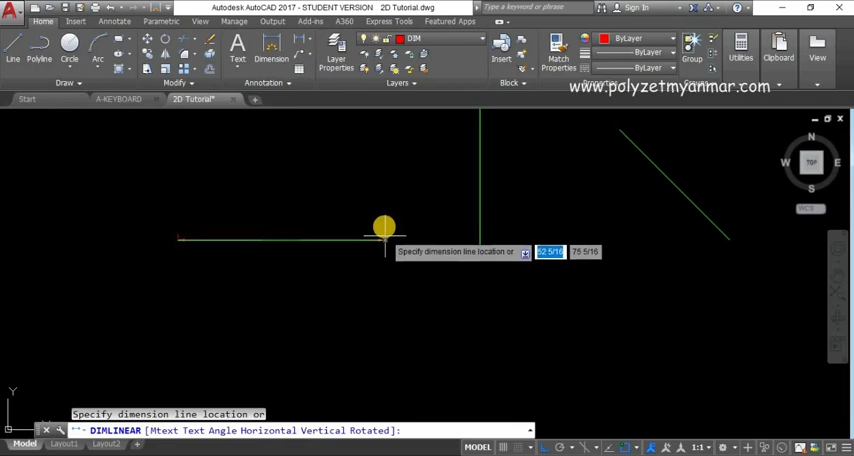 Autodesk AutoCAD 2017 - STUDENT VERSION 2D Tutorial.dwg
Type a keyword or phrase
Sign In
Home Insert Annotate Parametric View Manage Output Add-ins A360 Express Tools Featured Apps
DIM
ByLayer
ByLayer
ByLayer
Line Polyline Circle Arc
Text Dimension
Layer Properties
Insert
Match Properties
Group
Utilities Clipboard View
Draw Modify Annotation Layers Block Properties Groups
www.polyzetmyanmar.com
Start A-KEYBOARD 2D Tutorial*
N
W TOP E
S
WCS
Specify dimension line location or 52 5/16 75 5/16
Y
Specify dimension line location or
DIMLINEAR [Mtext Text Angle Horizontal Vertical Rotated]:
Model Layout1 Layout2 MODEL 1:1